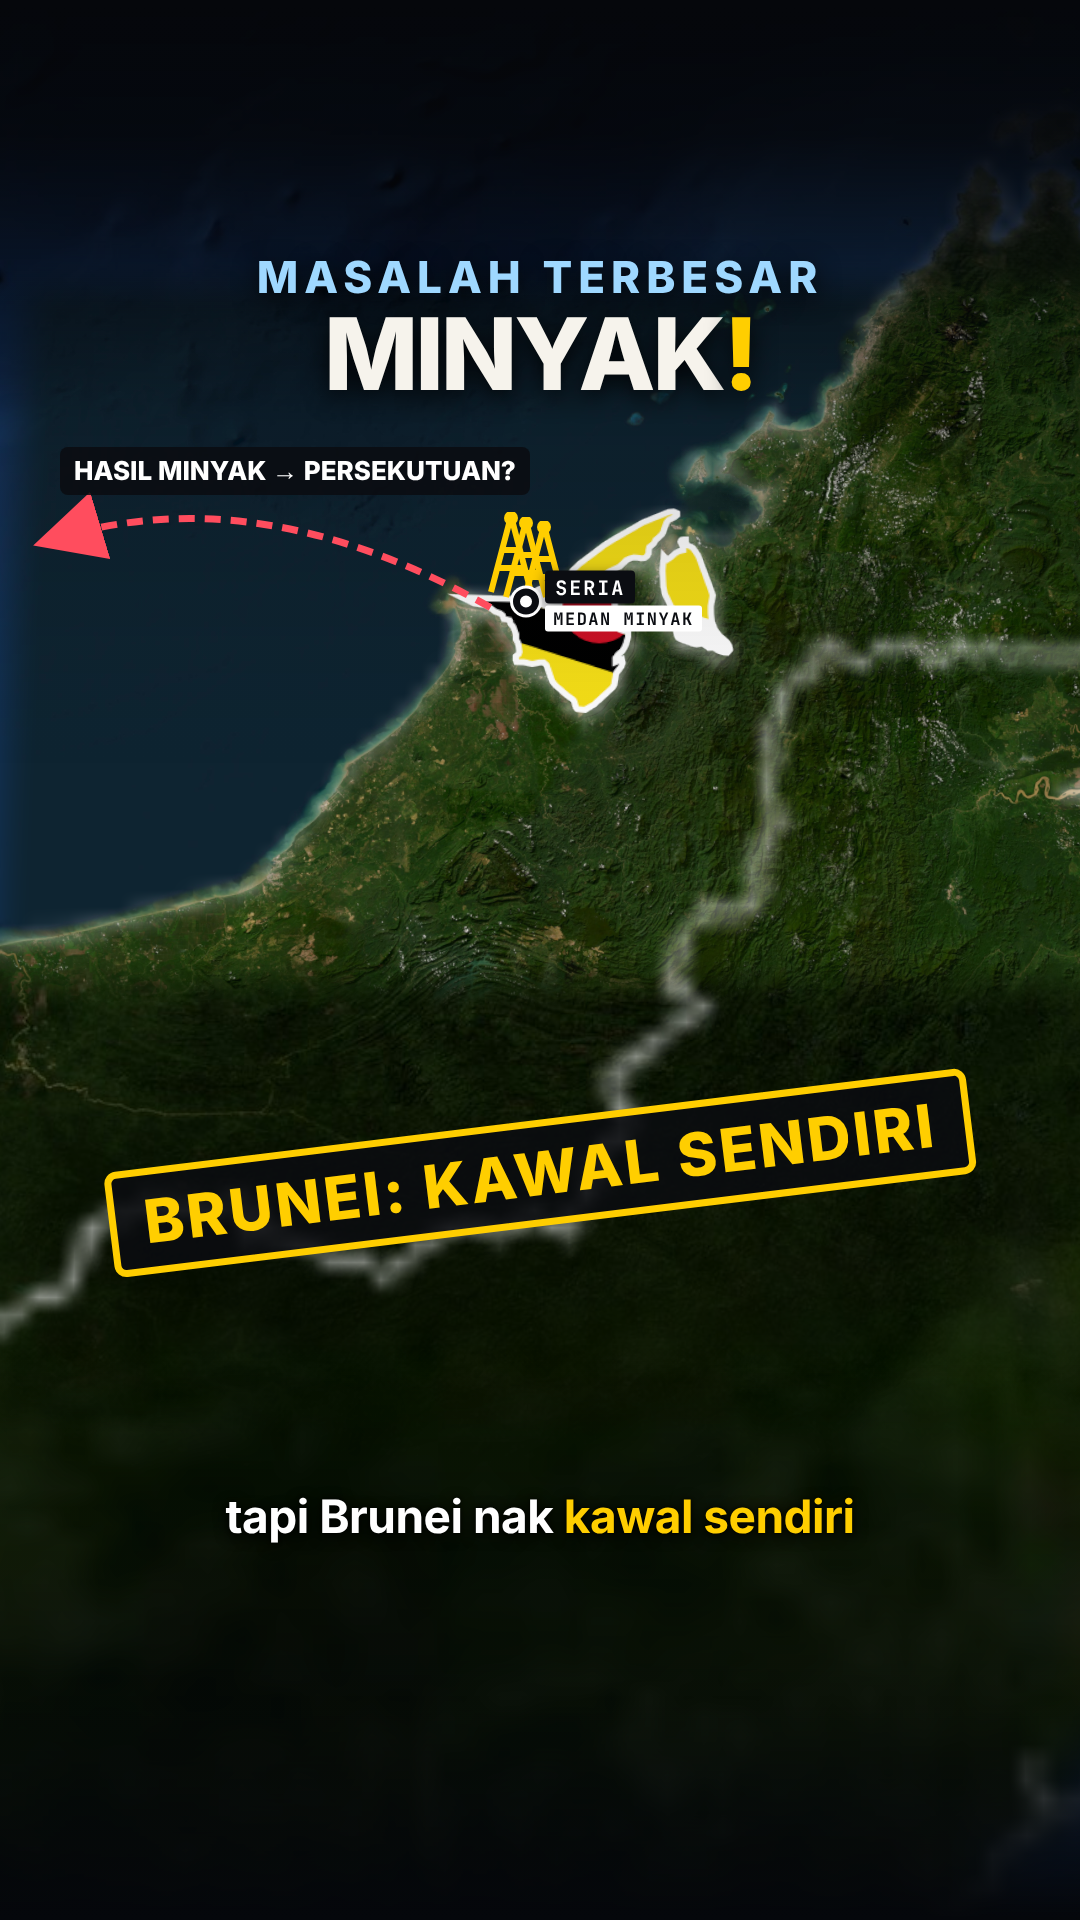 MASALAH TERBESAR
MINYAK!
HASIL MINYAK → PERSEKUTUAN?
SERIA
MEDAN MINYAK
BRUNEI: KAWAL SENDIRI
tapi Brunei nak kawal sendiri